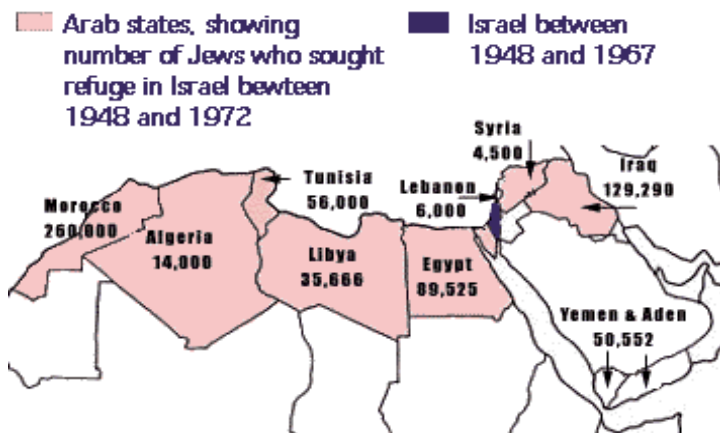 Arab states, showing
number of Jews who sought
refuge in Israel bewteen
1948 and 1972
Israel between
1948 and 1967
Syria
4,500
Iraq
129,290
Tunisia
56,000
Lebanon
6,000
Morocco
260,000
Algeria
14,000
Libya
35,666
Egypt
89,525
Yemen & Aden
50,552